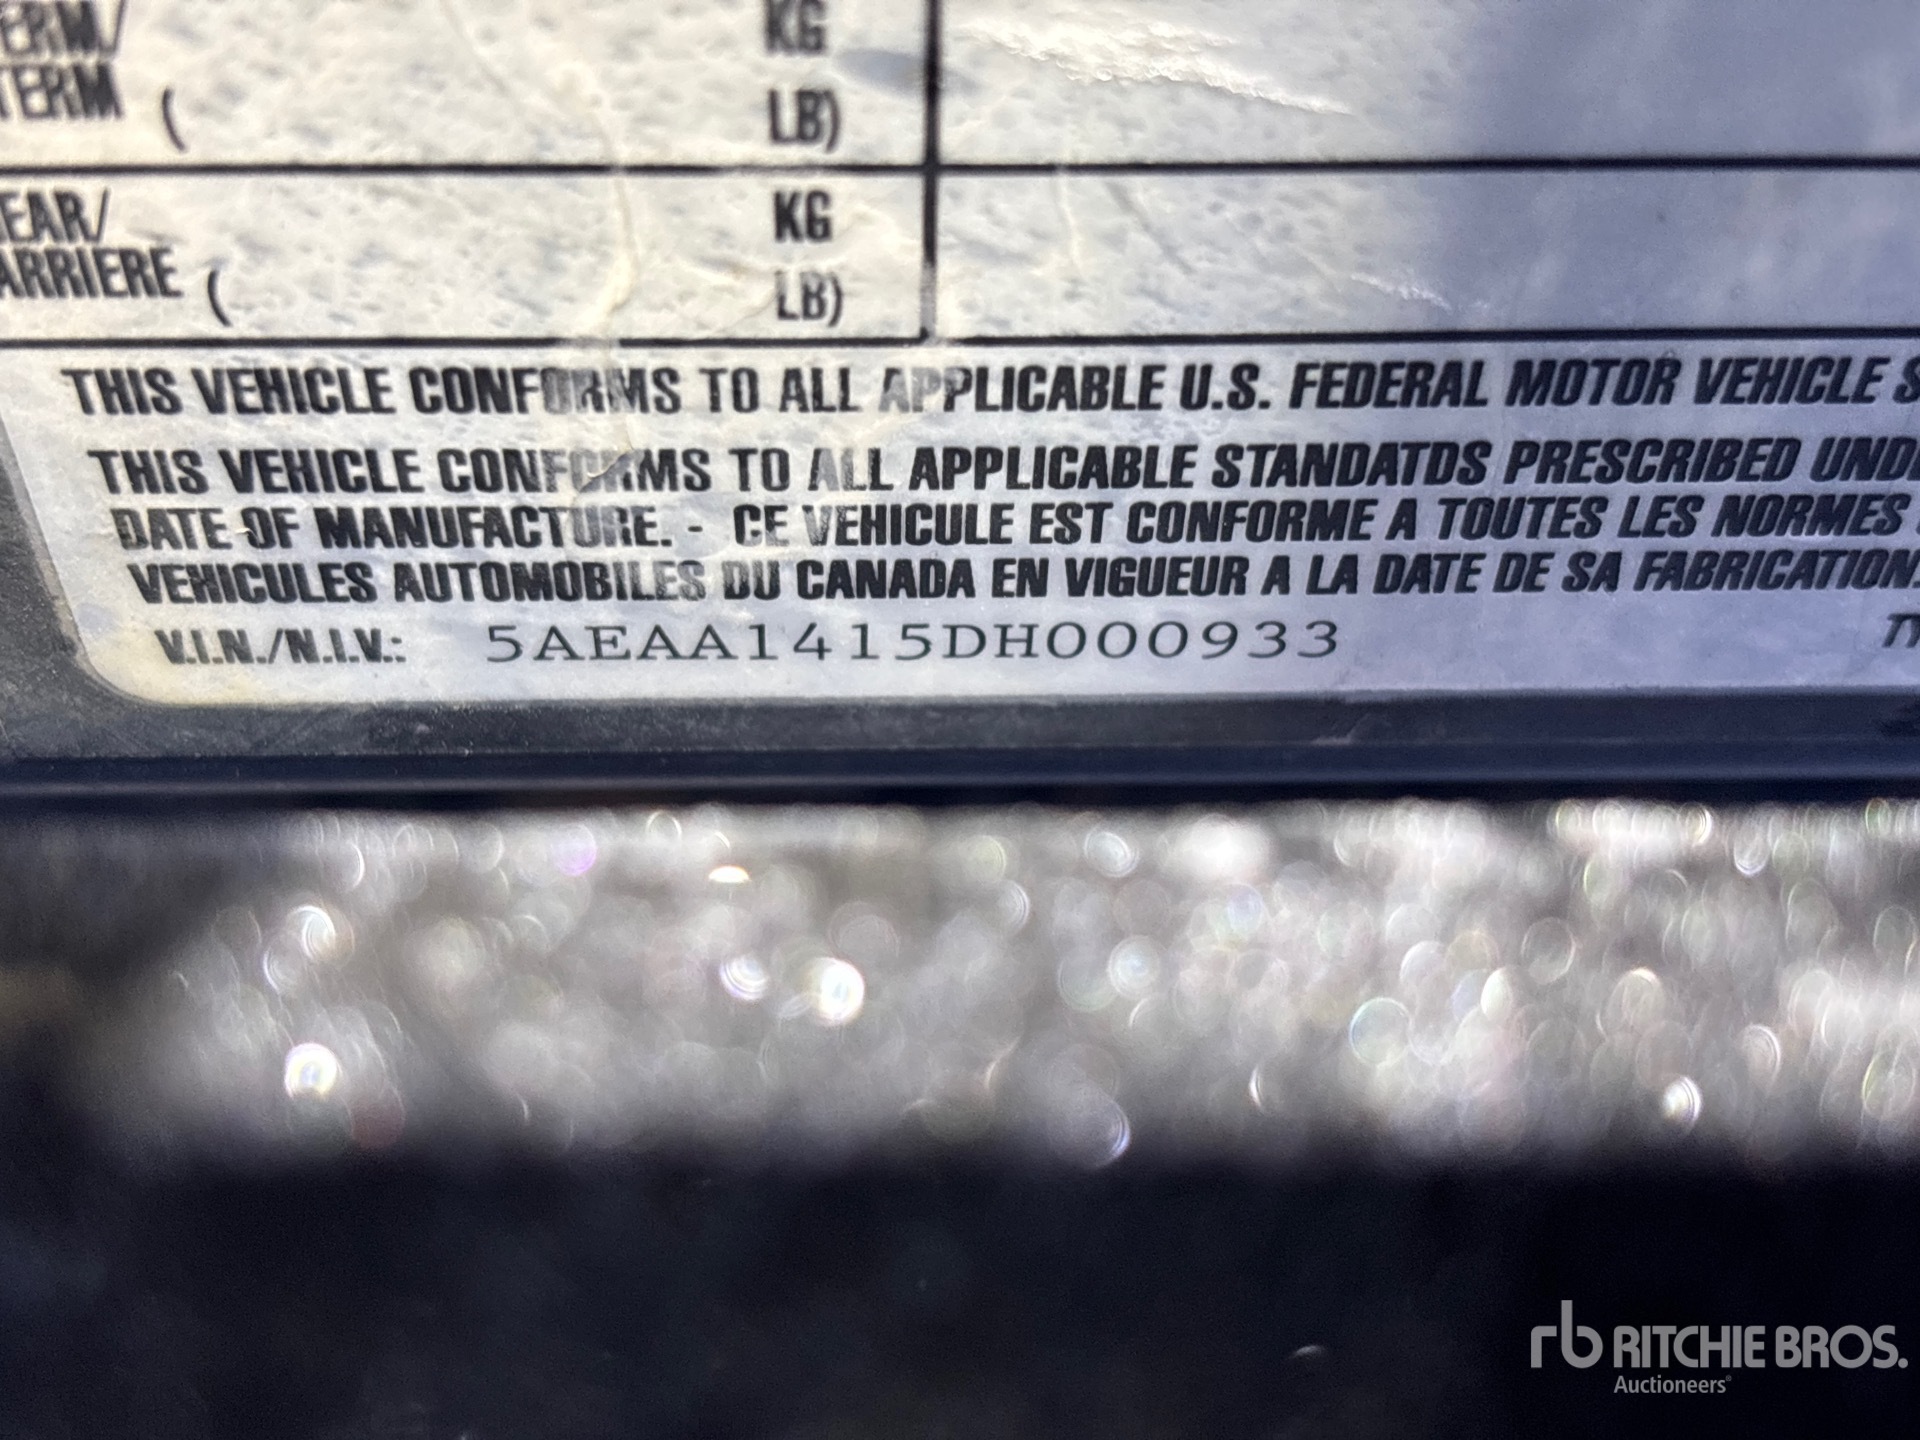 ERM/ KG
TERM ( LB)
EAR/ KG
ARRIERE ( LB)
THIS VEHICLE CONFORMS TO ALL APPLICABLE U.S. FEDERAL MOTOR VEHICLE S
THIS VEHICLE CONFORMS TO ALL APPLICABLE STANDATDS PRESCRIBED UND
DATE OF MANUFACTURE. - CE VEHICULE EST CONFORME A TOUTES LES NORMES
VEHICULES AUTOMOBILES DU CANADA EN VIGUEUR A LA DATE DE SA FABRICATION.
V.I.N./N.I.V.: 5AEAA1415DH000933
rb RITCHIE BROS.
Auctioneers